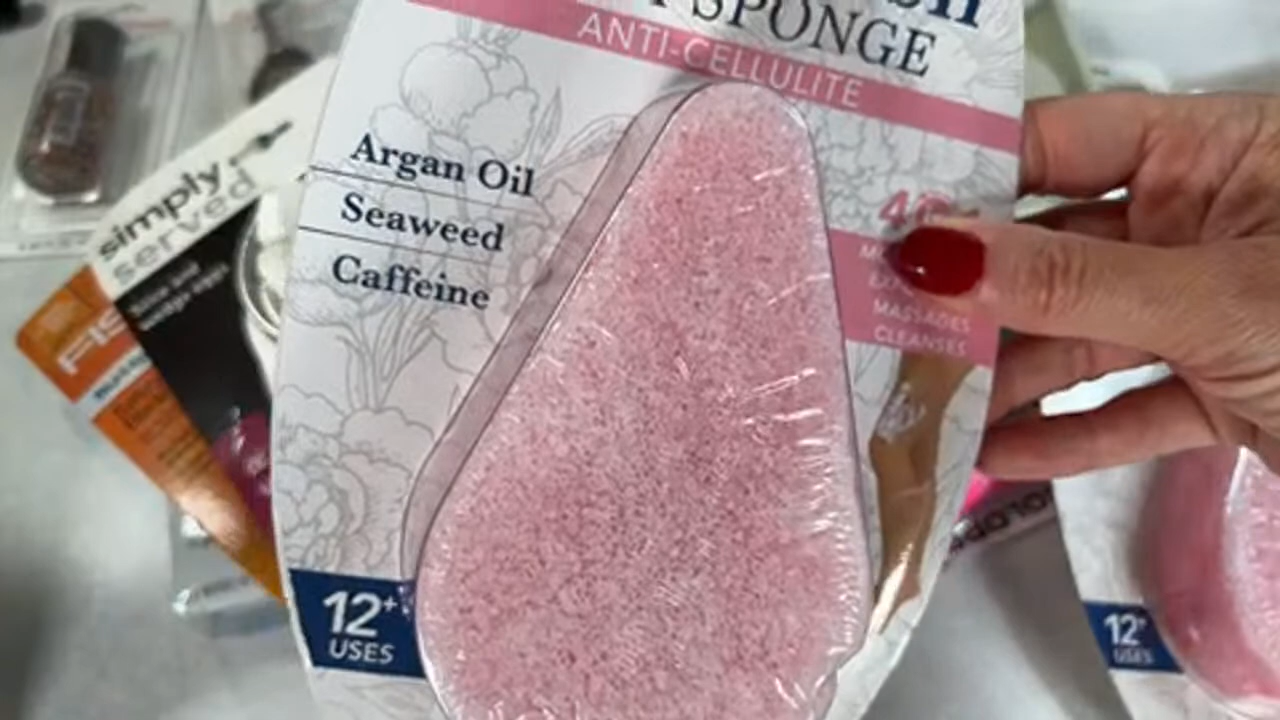 SPONGE
ANTI-CELLULITE
Argan Oil
Seaweed
Caffeine
MASSAGES
CLEANSES
12+
USES
simply
served
12+
USES